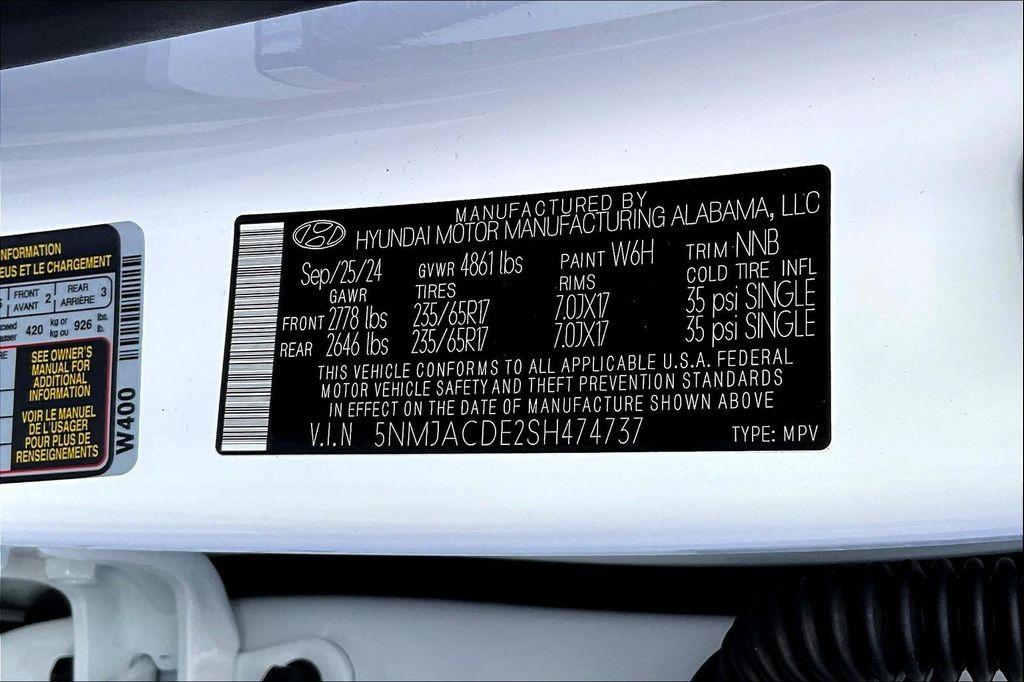 NFORMATION
EUS ET LE CHARGEMENT
FRONT 2 REAR 3
AVANT ARRIÈRE
420 kg or 926 lb.
kg ou lb.
SEE OWNER'S
MANUAL FOR
ADDITIONAL
INFORMATION
VOIR LE MANUEL
DE L'USAGER
POUR PLUS DE
RENSEIGNEMENTS
W400
MANUFACTURED BY
HYUNDAI MOTOR MANUFACTURING ALABAMA, LLC
Sep/25/24 GVWR 4861 lbs PAINT W6H TRIM NNB
GAWR TIRES RIMS COLD TIRE INFL
FRONT 2778 lbs 235/65R17 7.0JX17 35 psi SINGLE
REAR 2646 lbs 235/65R17 7.0JX17 35 psi SINGLE
THIS VEHICLE CONFORMS TO ALL APPLICABLE U.S.A. FEDERAL
MOTOR VEHICLE SAFETY AND THEFT PREVENTION STANDARDS
IN EFFECT ON THE DATE OF MANUFACTURE SHOWN ABOVE
V.I.N 5NMJACDE2SH474737 TYPE: MPV